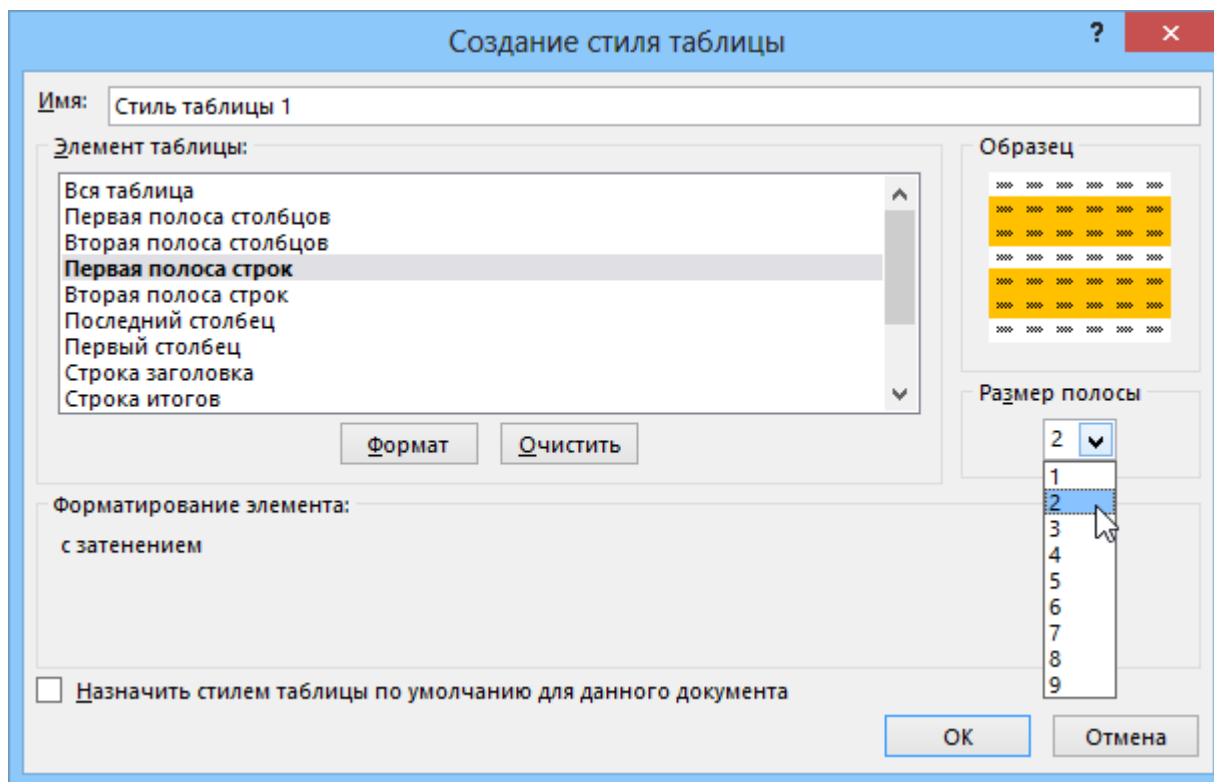 Создание стиля таблицы
?
Имя: Стиль таблицы 1
Элемент таблицы:
Вся таблица
Первая полоса столбцов
Вторая полоса столбцов
Первая полоса строк
Вторая полоса строк
Последний столбец
Первый столбец
Строка заголовка
Строка итогов
Формат
Очистить
Образец
Размер полосы
2
1
2
3
4
5
6
7
8
9
Форматирование элемента:
с затенением
Назначить стилем таблицы по умолчанию для данного документа
ОК
Отмена